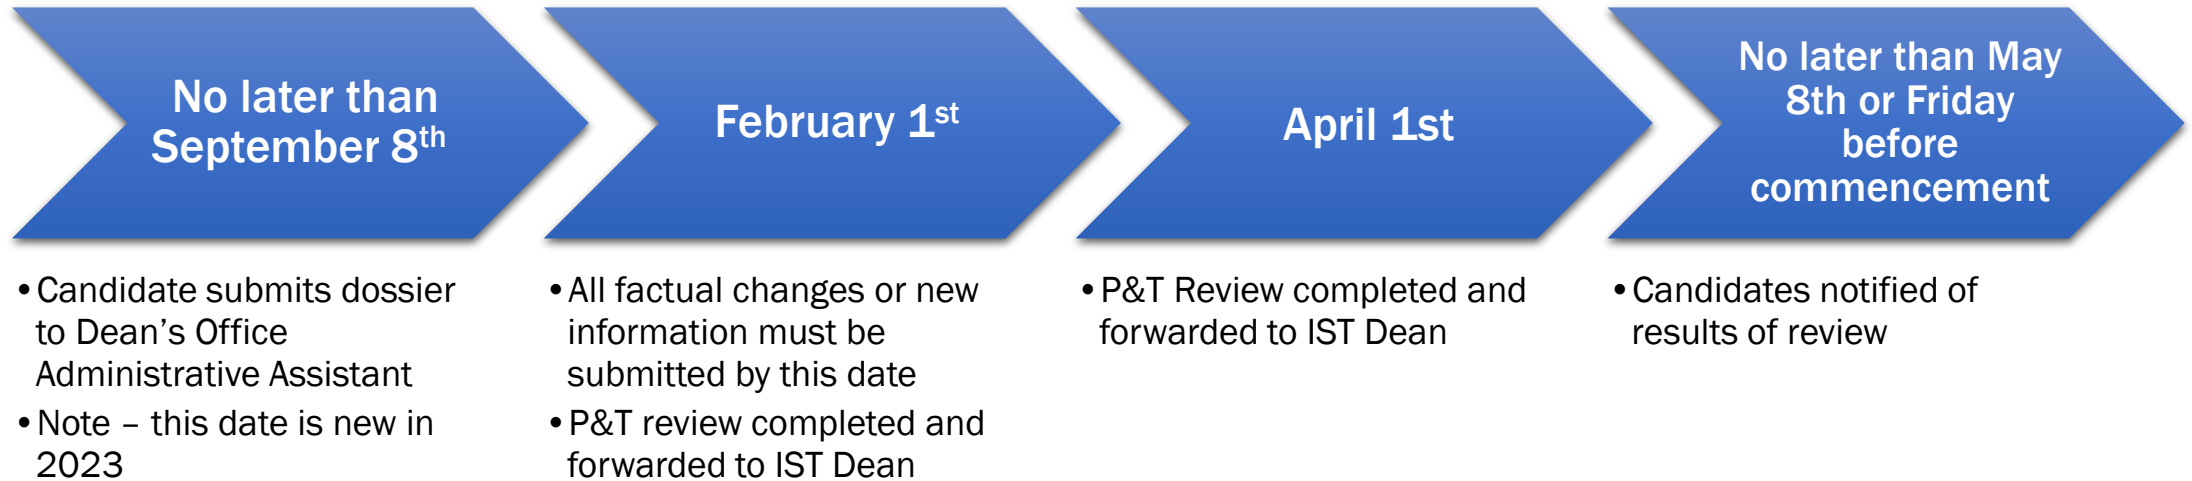 No later than
September 8th
February 1st
April 1st
No later than May
8th or Friday
before
commencement
•Candidate submits dossier
to Dean’s Office
Administrative Assistant
•Note – this date is new in
2023
•All factual changes or new
information must be
submitted by this date
•P&T review completed and
forwarded to IST Dean
•P&T Review completed and
forwarded to IST Dean
•Candidates notified of
results of review